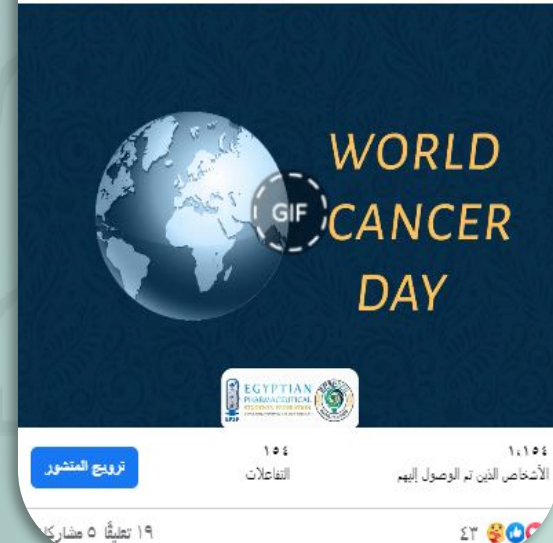 WORLD
GIF
CANCER
DAY
EGYPTIAN
PHARMACEUTICAL
١،١٥٤
١٥٤
الأشخاص الذين تم الوصول إليهم
التفاعلات
ترويج المنشور
٤٣
١٩ تعليقًا ٥ مشاركا